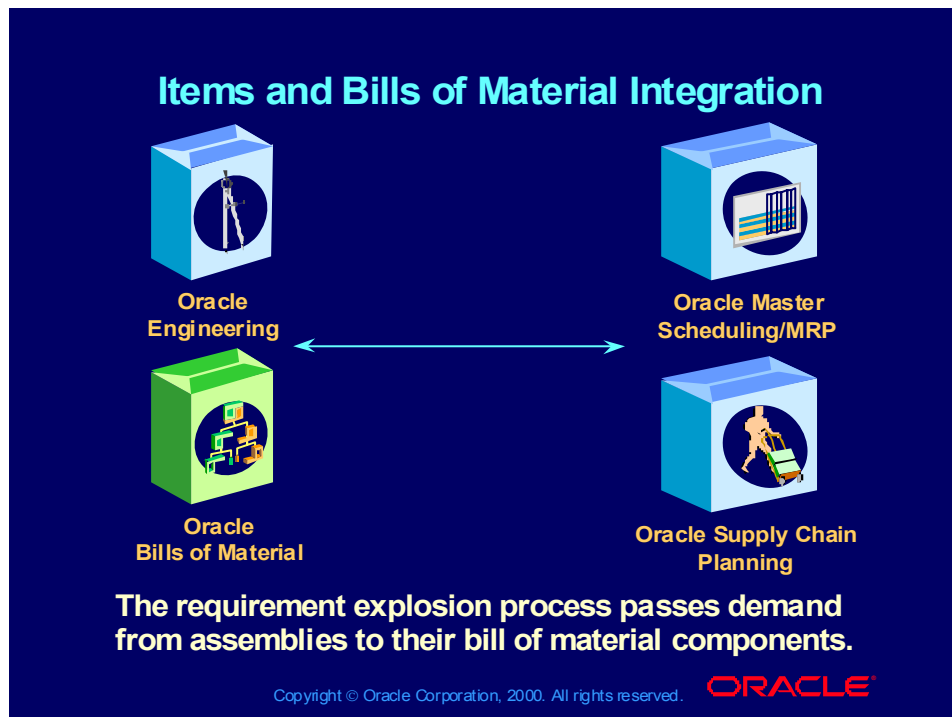 Items and Bills of Material Integration
Oracle
Engineering
Oracle Master
Scheduling/MRP
Oracle
Bills of Material
Oracle Supply Chain
Planning
The requirement explosion process passes demand
from assemblies to their bill of material components.
Copyright © Oracle Corporation, 2000. All rights reserved.
ORACLE®